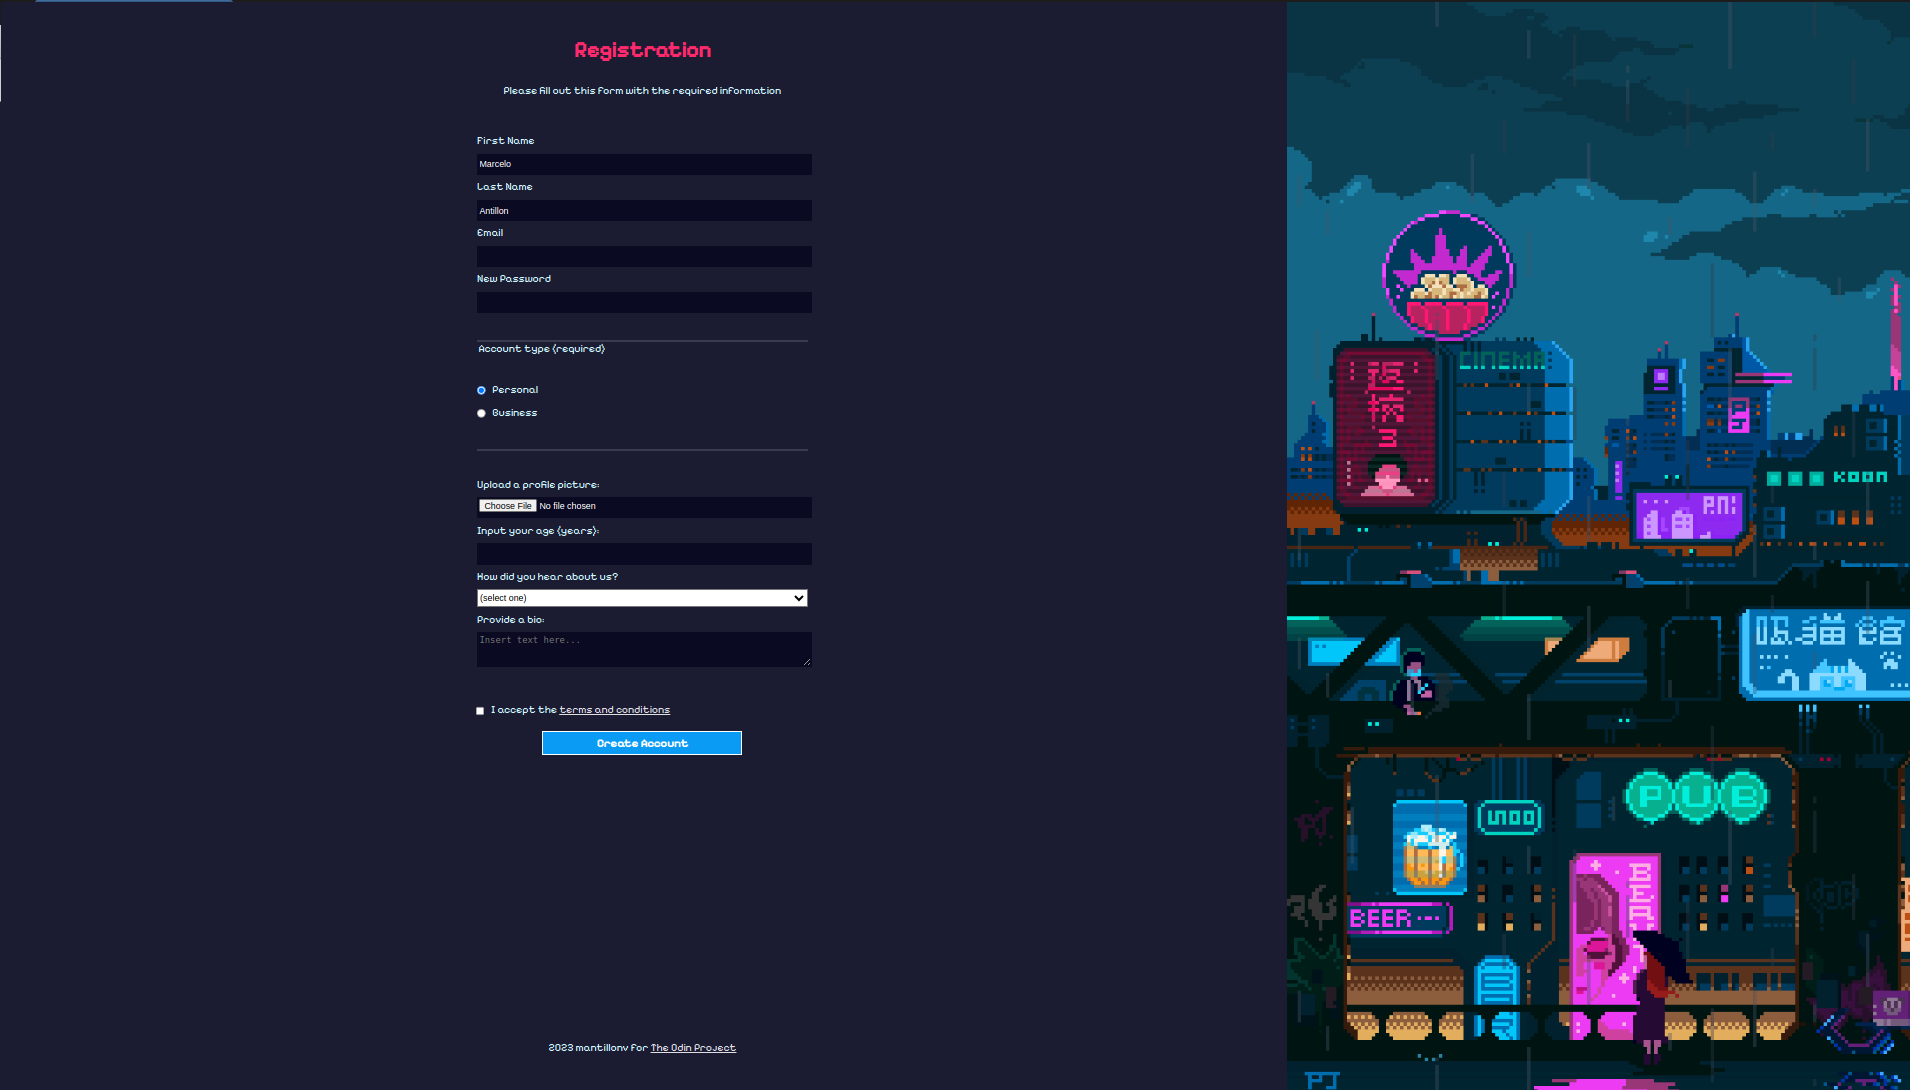 Registration
Please fill out this form with the required information
First Name
Marcelo
Last Name
Antillon
Email
New Password
Account type (required)
Personal
Business
Upload a profile picture:
Choose File No file chosen
Input your age (years):
How did you hear about us?
(select one)
Provide a bio:
Insert text here...
I accept the terms and conditions
Create Account
2023 mantillonv for The Odin Project
CINEMA
KOON
P.N!
猫 館
PUB
BEER
BEER